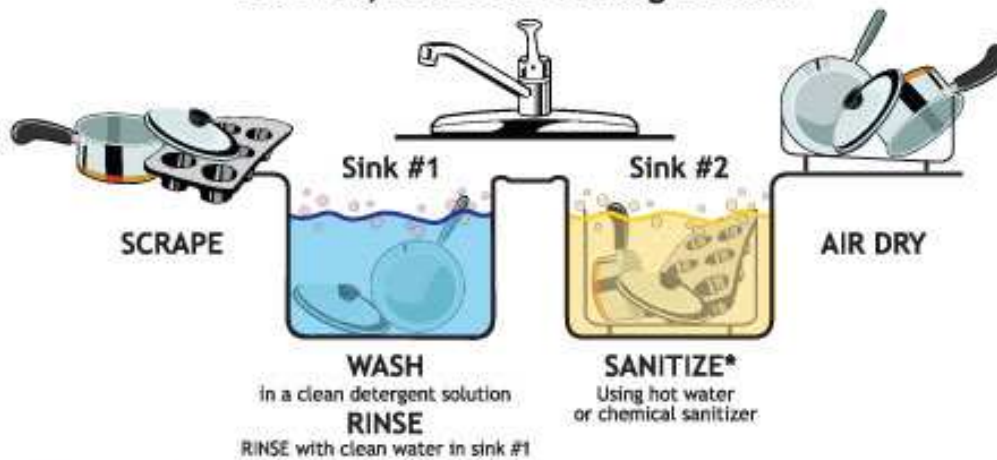 Sink #1
Sink #2
SCRAPE
AIR DRY
WASH
in a clean detergent solution
RINSE
RINSE with clean water in sink #1
SANITIZE*
Using hot water
or chemical sanitizer